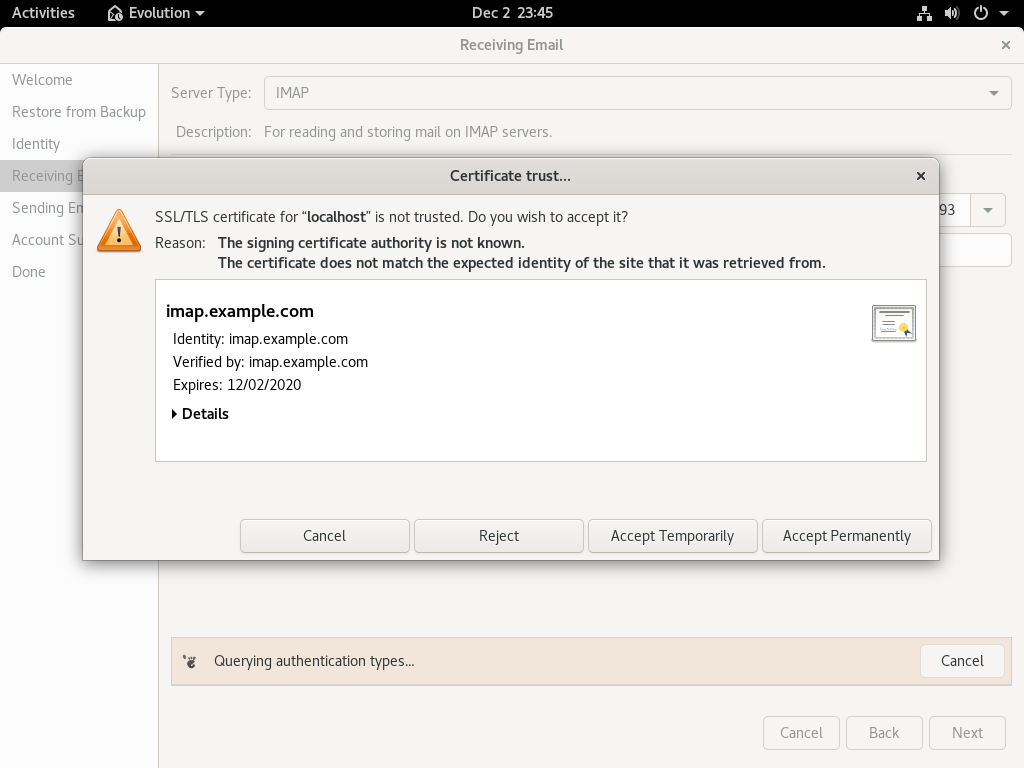 Activities Evolution Dec 2 23:45
Receiving Email
Welcome
Restore from Backup
Identity
Receiving E
Sending Em
Account Su
Done
Server Type: IMAP
Description: For reading and storing mail on IMAP servers.
93
Certificate trust...
SSL/TLS certificate for “localhost” is not trusted. Do you wish to accept it?
Reason: The signing certificate authority is not known.
The certificate does not match the expected identity of the site that it was retrieved from.
imap.example.com
Identity: imap.example.com
Verified by: imap.example.com
Expires: 12/02/2020
Details
Cancel Reject Accept Temporarily Accept Permanently
Querying authentication types... Cancel
Cancel Back Next